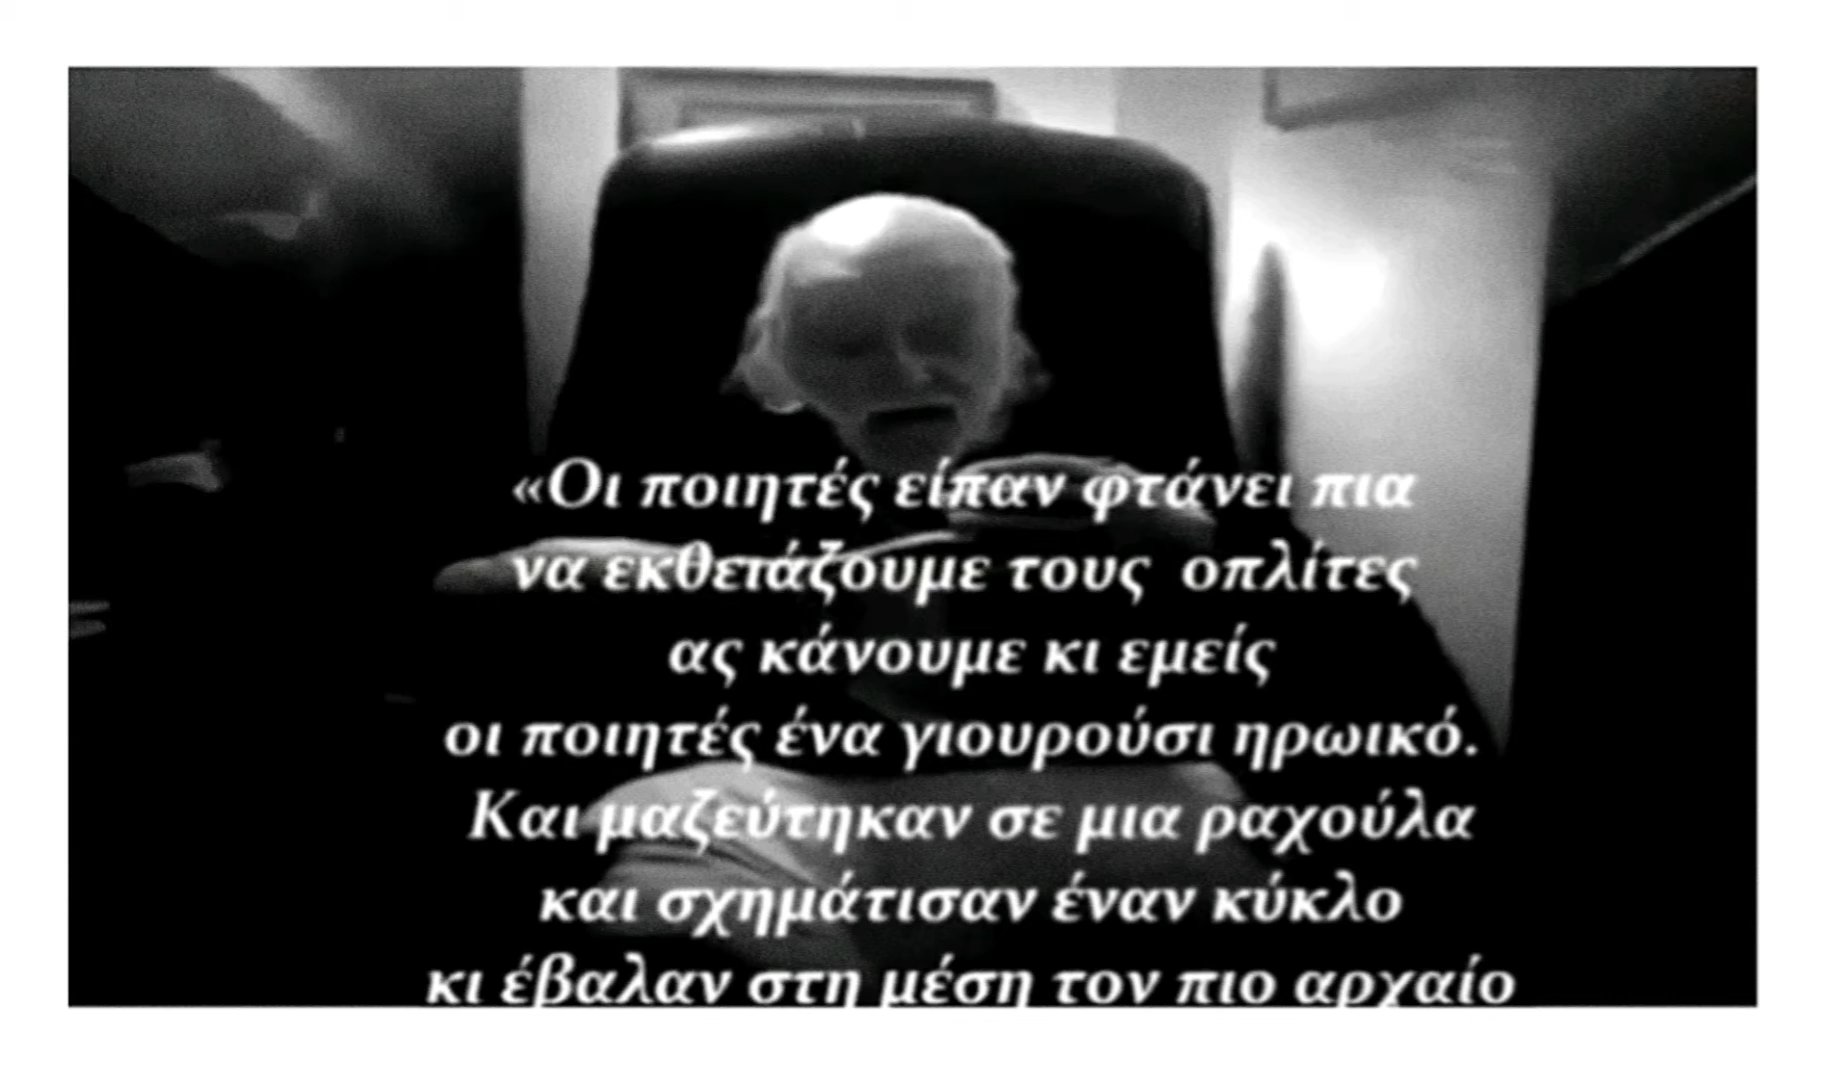 «Οι ποιητές είπαν φτάνει πια
να εκθειάζουμε τους οπλίτες
ας κάνουμε κι εμείς
οι ποιητές ένα γιουρούσι ηρωικό.
Και μαζεύτηκαν σε μια ραχούλα
και σχημάτισαν έναν κύκλο
κι έβαλαν στη μέση τον πιο αρχαίο